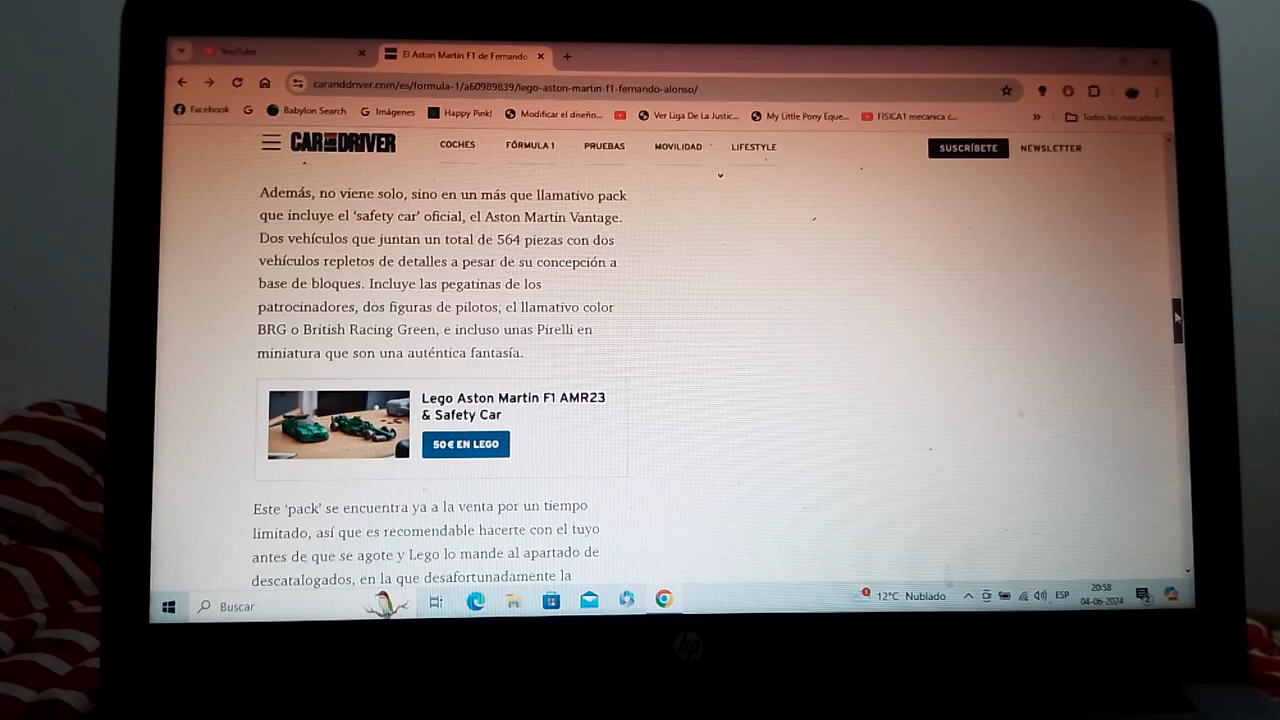 YouTube
El Aston Martin F1 de Fernando
caranddriver.com/es/formula-1/a60989839/lego-aston-martin-f1-fernando-alonso/
Facebook
Babylon Search
Imágenes
Happy Pink!
Modificar el diseño...
Ver Liga De La Justic...
My Little Pony Eque...
FISICA1 mecanica c...
Todos los marcadores
CAR AND DRIVER
COCHES
FÓRMULA 1
PRUEBAS
MOVILIDAD
LIFESTYLE
SUSCRÍBETE
NEWSLETTER
Además, no viene solo, sino en un más que llamativo pack
que incluye el 'safety car' oficial, el Aston Martin Vantage.
Dos vehículos que juntan un total de 564 piezas con dos
vehículos repletos de detalles a pesar de su concepción a
base de bloques. Incluye las pegatinas de los
patrocinadores, dos figuras de pilotos, el llamativo color
BRG o British Racing Green, e incluso unas Pirelli en
miniatura que son una auténtica fantasía.
Lego Aston Martin F1 AMR23
& Safety Car
50 € EN LEGO
Este 'pack' se encuentra ya a la venta por un tiempo
limitado, así que es recomendable hacerte con el tuyo
antes de que se agote y Lego lo mande al apartado de
descatalogados, en la que desafortunadamente la
Buscar
12°C Nublado
ESP
20:58
04-06-2024
hp